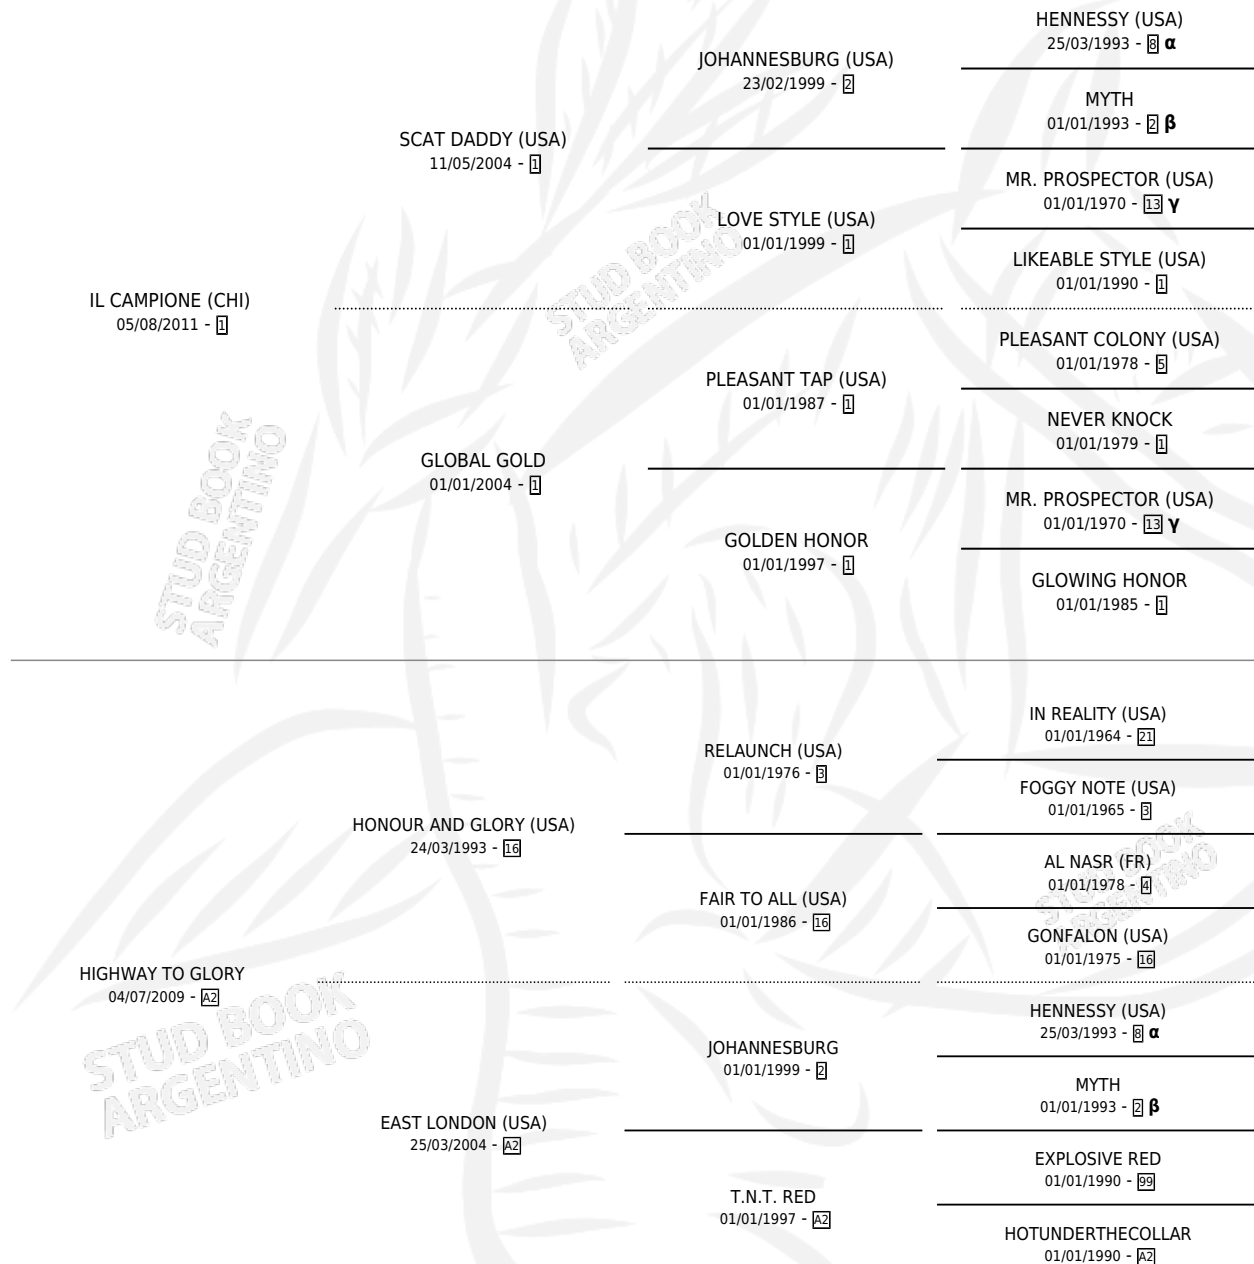 HENNESSY (USA)
25/03/1993 - 8 α
JOHANNESBURG (USA)
23/02/1999 - 2
MYTH
01/01/1993 - 2 β
SCAT DADDY (USA)
11/05/2004 - 1
MR. PROSPECTOR (USA)
01/01/1970 - 13 γ
LOVE STYLE (USA)
01/01/1999 - 1
LIKEABLE STYLE (USA)
01/01/1990 - 1
STUD BOOK
ARGENTINO
IL CAMPIONE (CHI)
05/08/2011 - 1
PLEASANT COLONY (USA)
01/01/1978 - 5
PLEASANT TAP (USA)
01/01/1987 - 1
NEVER KNOCK
01/01/1979 - 1
GLOBAL GOLD
01/01/2004 - 1
MR. PROSPECTOR (USA)
01/01/1970 - 13 γ
GOLDEN HONOR
01/01/1997 - 1
GLOWING HONOR
01/01/1985 - 1
STUD BOOK
ARGENTINO
IN REALITY (USA)
01/01/1964 - 21
RELAUNCH (USA)
01/01/1976 - 3
FOGGY NOTE (USA)
01/01/1965 - 3
HONOUR AND GLORY (USA)
24/03/1993 - 16
AL NASR (FR)
01/01/1978 - 4
STUD BOOK
ARGENTINO
FAIR TO ALL (USA)
01/01/1986 - 16
GONFALON (USA)
01/01/1975 - 16
HIGHWAY TO GLORY
04/07/2009 - A2
STUD BOOK
ARGENTINO
HENNESSY (USA)
25/03/1993 - 8 α
JOHANNESBURG
01/01/1999 - 2
MYTH
01/01/1993 - 2 β
EAST LONDON (USA)
25/03/2004 - A2
EXPLOSIVE RED
01/01/1990 - 99
T.N.T. RED
01/01/1997 - A2
HOTUNDERTHECOLLAR
01/01/1990 - A2